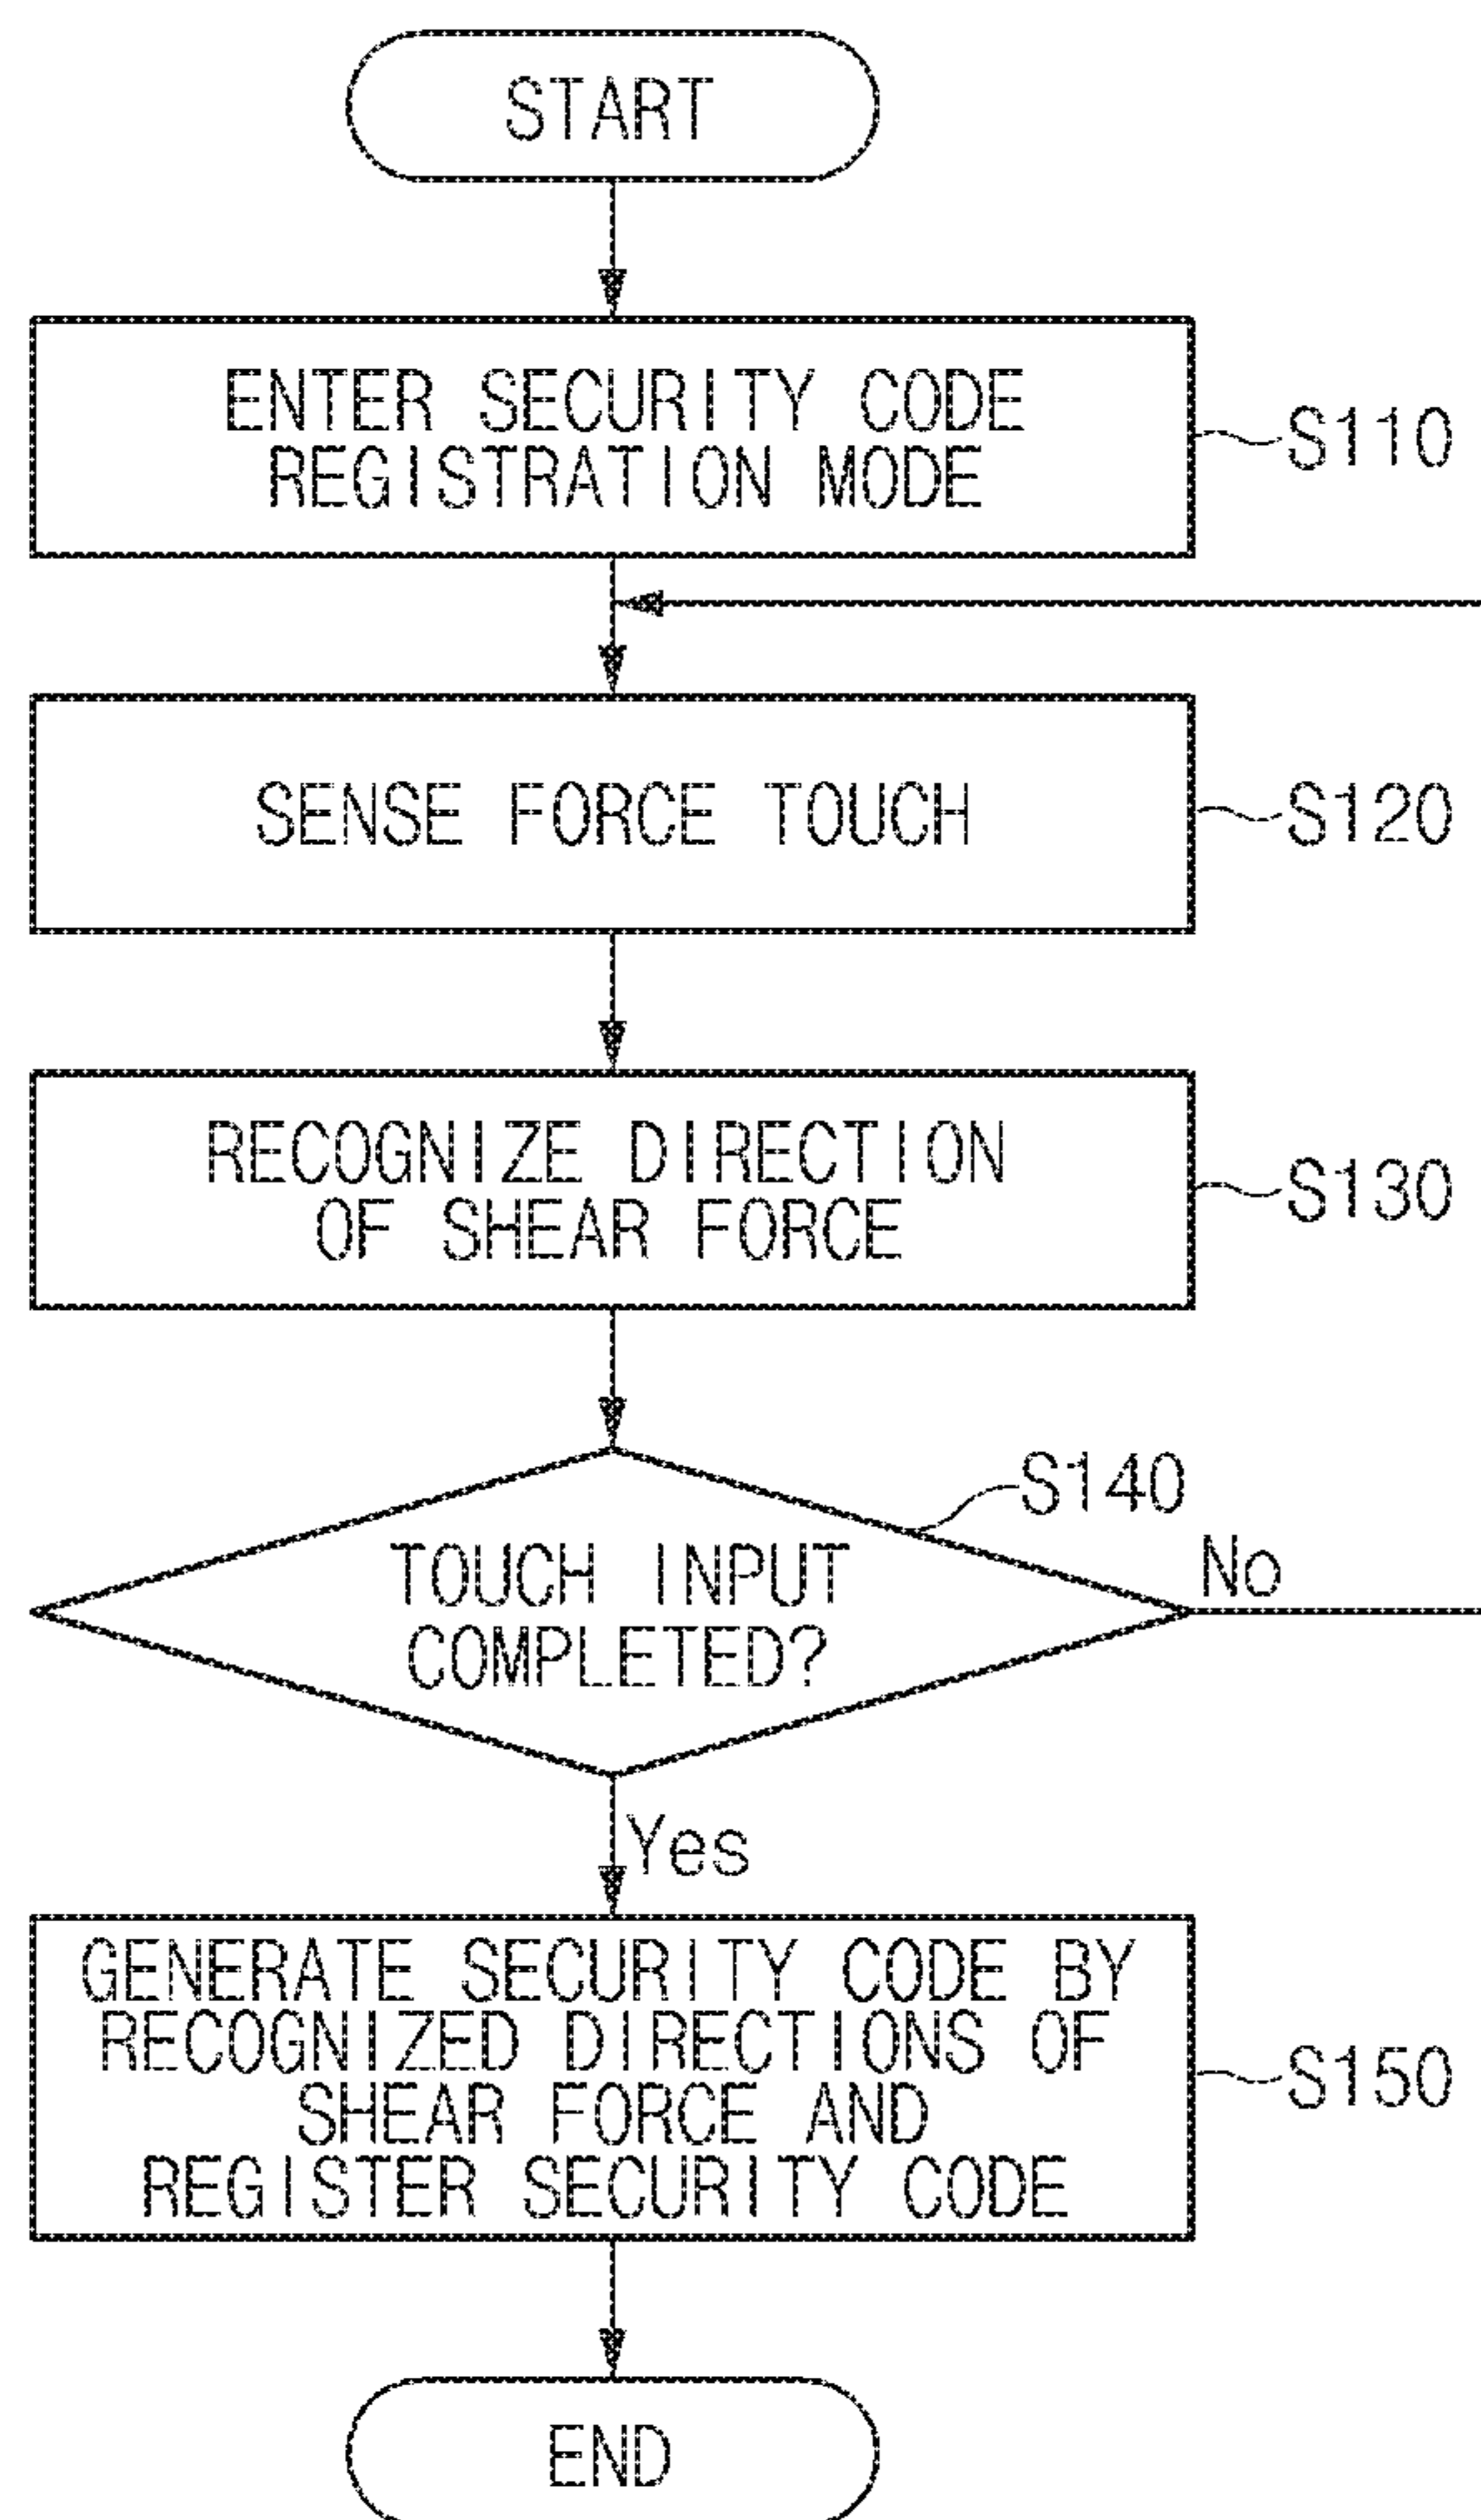 START
ENTER SECURITY CODE
REGISTRATION MODE
S110
SENSE FORCE TOUCH
S120
RECOGNIZE DIRECTION
OF SHEAR FORCE
S130
S140
TOUCH INPUT
COMPLETED?
No
Yes
GENERATE SECURITY CODE BY
RECOGNIZED DIRECTIONS OF
SHEAR FORCE AND
REGISTER SECURITY CODE
S150
END